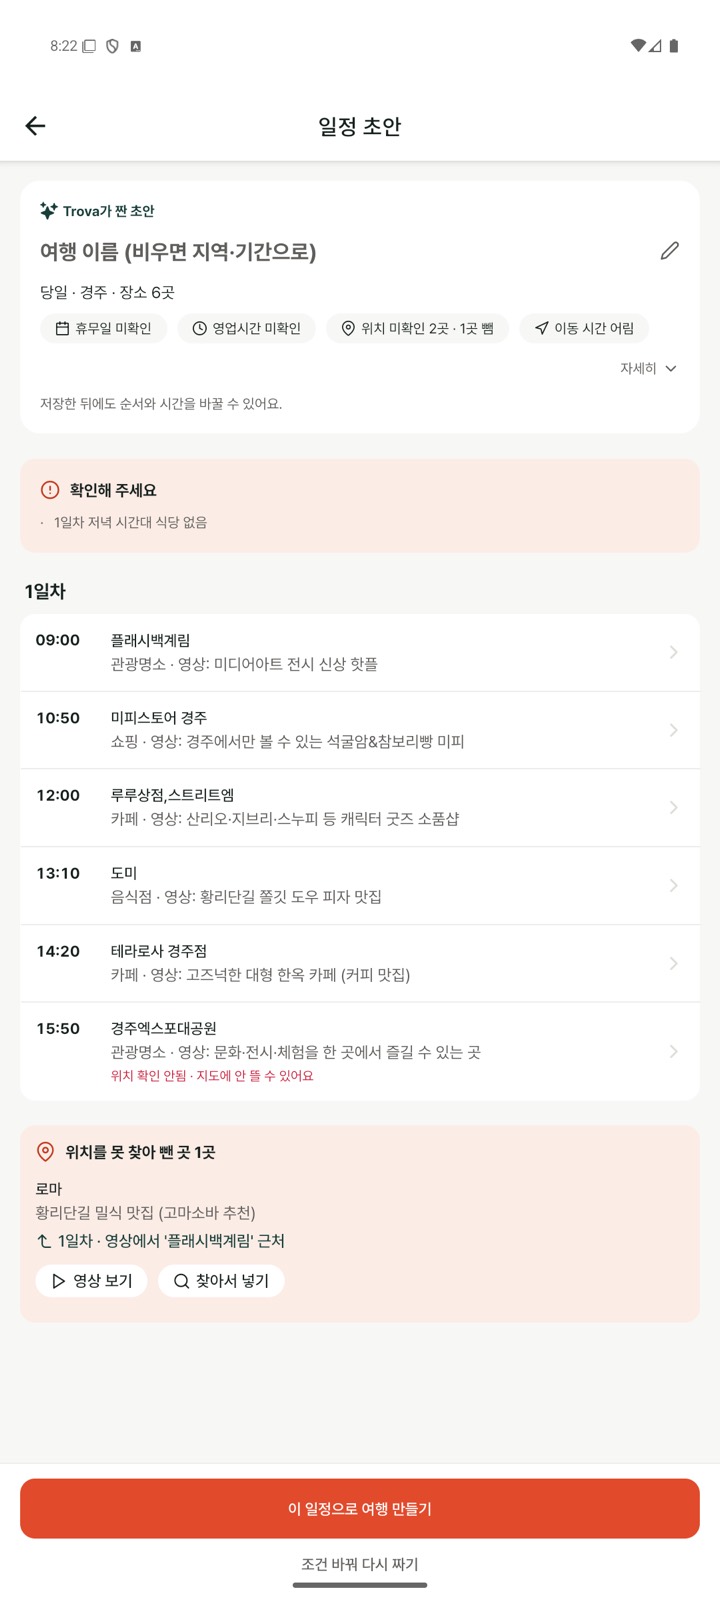 8:22
일정 초안
Trova가 짠 초안
여행 이름 (비우면 지역·기간으로)
당일 · 경주 · 장소 6곳
휴무일 미확인
영업시간 미확인
위치 미확인 2곳 · 1곳 뺌
이동 시간 어림
자세히
저장한 뒤에도 순서와 시간을 바꿀 수 있어요.
확인해 주세요
· 1일차 저녁 시간대 식당 없음
1일차
09:00 플래시백계림
관광명소 · 영상: 미디어아트 전시 신상 핫플
10:50 미피스토어 경주
쇼핑 · 영상: 경주에서만 볼 수 있는 석굴암&참보리빵 미피
12:00 루루상점,스트리트엠
카페 · 영상: 산리오·지브리·스누피 등 캐릭터 굿즈 소품샵
13:10 도미
음식점 · 영상: 황리단길 쫄깃 도우 피자 맛집
14:20 테라로사 경주점
카페 · 영상: 고즈넉한 대형 한옥 카페 (커피 맛집)
15:50 경주엑스포대공원
관광명소 · 영상: 문화·전시·체험을 한 곳에서 즐길 수 있는 곳
위치 확인 안됨 · 지도에 안 뜰 수 있어요
위치를 못 찾아 뺀 곳 1곳
로마
황리단길 밀식 맛집 (고마소바 추천)
1일차 · 영상에서 '플래시백계림' 근처
영상 보기
찾아서 넣기
이 일정으로 여행 만들기
조건 바꿔 다시 짜기